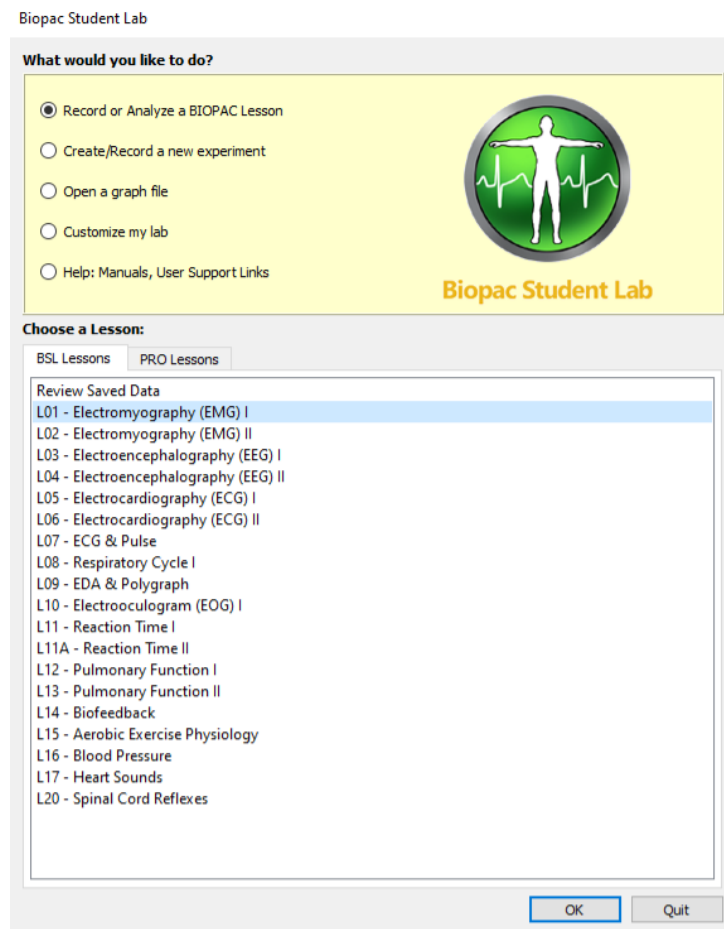 Biopac Student Lab
What would you like to do?
Record or Analyze a BIOPAC Lesson
Create/Record a new experiment
Open a graph file
Customize my lab
Help: Manuals, User Support Links
Biopac Student Lab
Choose a Lesson:
BSL Lessons PRO Lessons
Review Saved Data
L01 - Electromyography (EMG) I
L02 - Electromyography (EMG) II
L03 - Electroencephalography (EEG) I
L04 - Electroencephalography (EEG) II
L05 - Electrocardiography (ECG) I
L06 - Electrocardiography (ECG) II
L07 - ECG & Pulse
L08 - Respiratory Cycle I
L09 - EDA & Polygraph
L10 - Electrooculogram (EOG) I
L11 - Reaction Time I
L11A - Reaction Time II
L12 - Pulmonary Function I
L13 - Pulmonary Function II
L14 - Biofeedback
L15 - Aerobic Exercise Physiology
L16 - Blood Pressure
L17 - Heart Sounds
L20 - Spinal Cord Reflexes
OK Quit